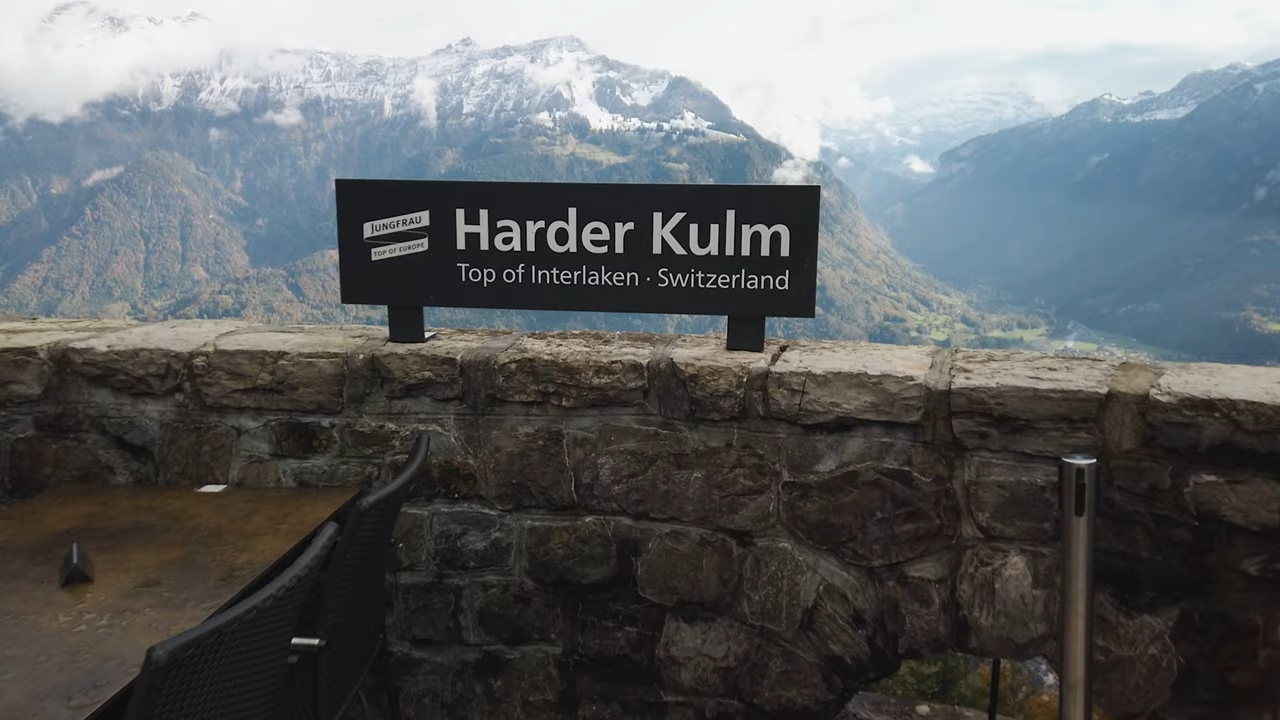 JUNGFRAU
TOP OF EUROPE
Harder Kulm
Top of Interlaken · Switzerland